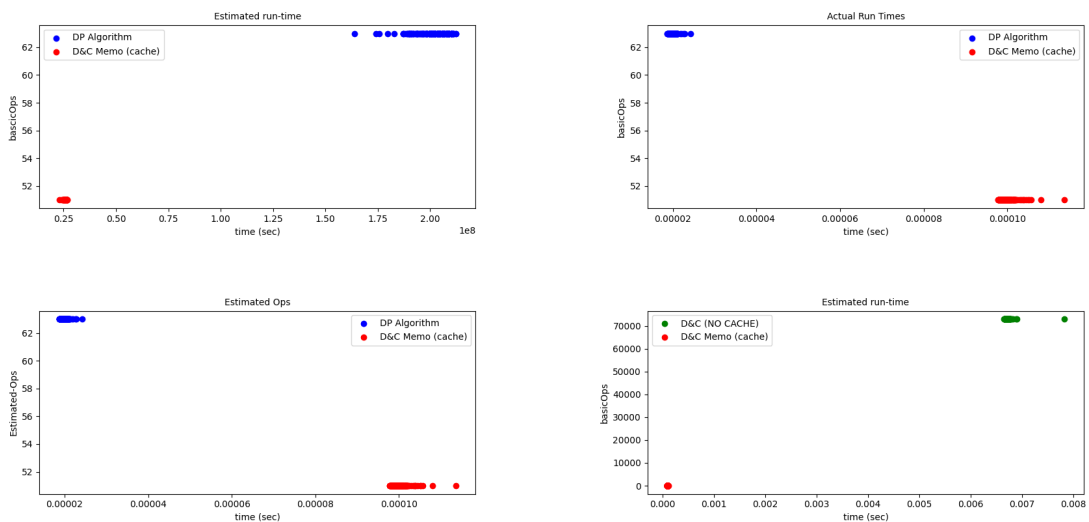 Estimated run-time
DP Algorithm
D&C Memo (cache)
bascicOps
62
60
58
56
54
52
0.25
0.50
0.75
1.00
1.25
1.50
1.75
2.00
1e8
time (sec)
Actual Run Times
DP Algorithm
D&C Memo (cache)
basicOps
62
60
58
56
54
52
0.00002
0.00004
0.00006
0.00008
0.00010
time (sec)
Estimated Ops
DP Algorithm
D&C Memo (cache)
Estimated-Ops
62
60
58
56
54
52
0.00002
0.00004
0.00006
0.00008
0.00010
time (sec)
Estimated run-time
D&C (NO CACHE)
D&C Memo (cache)
basicOps
70000
60000
50000
40000
30000
20000
10000
0
0.000
0.001
0.002
0.003
0.004
0.005
0.006
0.007
0.008
time (sec)